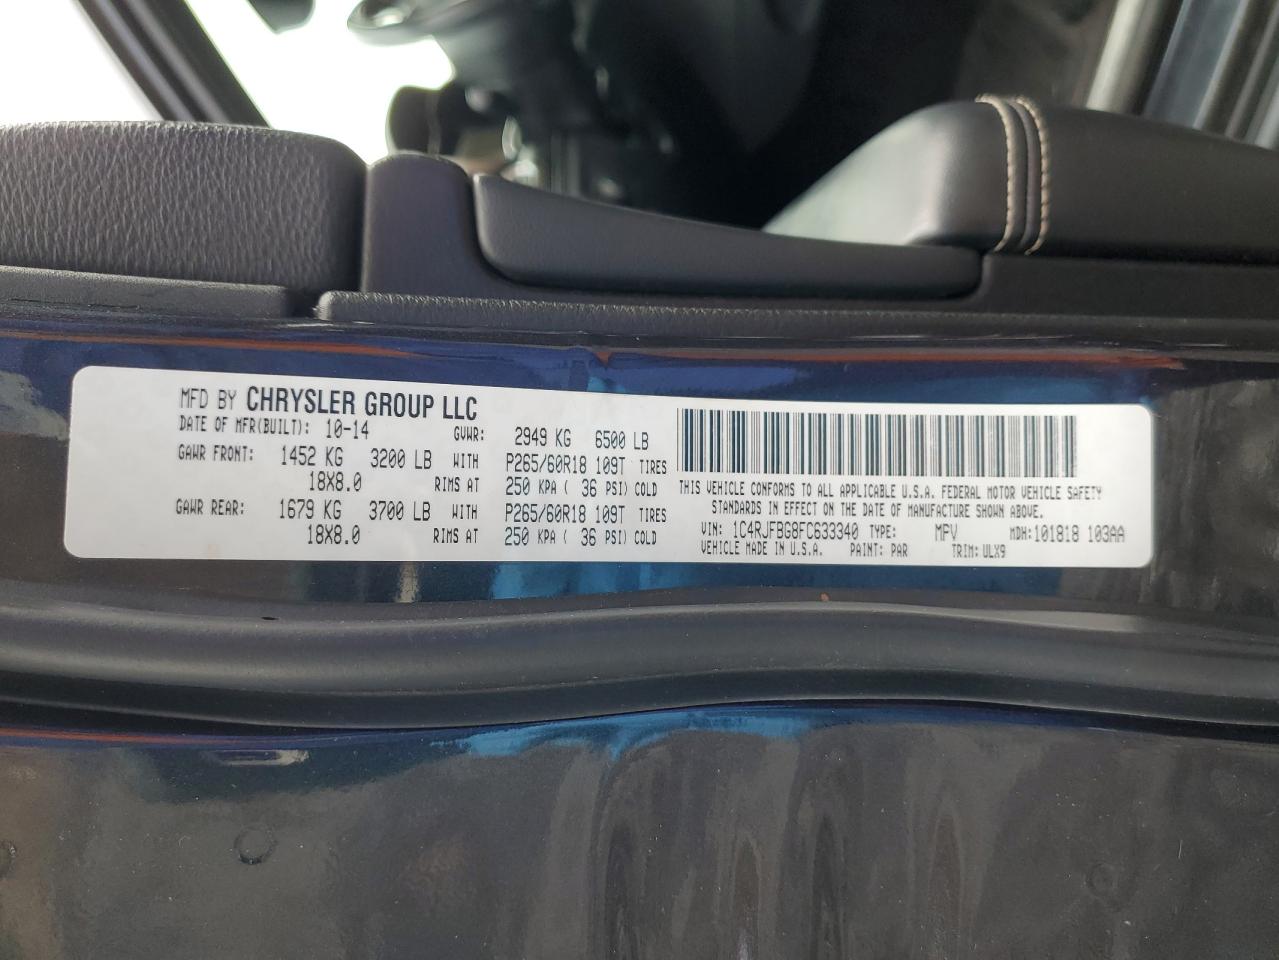 MFD BY CHRYSLER GROUP LLC
DATE OF MFR(BUILT): 10-14 GVWR: 2949 KG 6500 LB
GAWR FRONT: 1452 KG 3200 LB WITH P265/60R18 109T TIRES
18X8.0 RIMS AT 250 KPA ( 36 PSI) COLD
GAWR REAR: 1679 KG 3700 LB WITH P265/60R18 109T TIRES
18X8.0 RIMS AT 250 KPA ( 36 PSI) COLD
THIS VEHICLE CONFORMS TO ALL APPLICABLE U.S.A. FEDERAL MOTOR VEHICLE SAFETY
STANDARDS IN EFFECT ON THE DATE OF MANUFACTURE SHOWN ABOVE.
VIN: 1C4RJFBG8FC633340 TYPE: MPV MDH:101818 103AA
VEHICLE MADE IN U.S.A. PAINT: PAR TRIM: ULX9